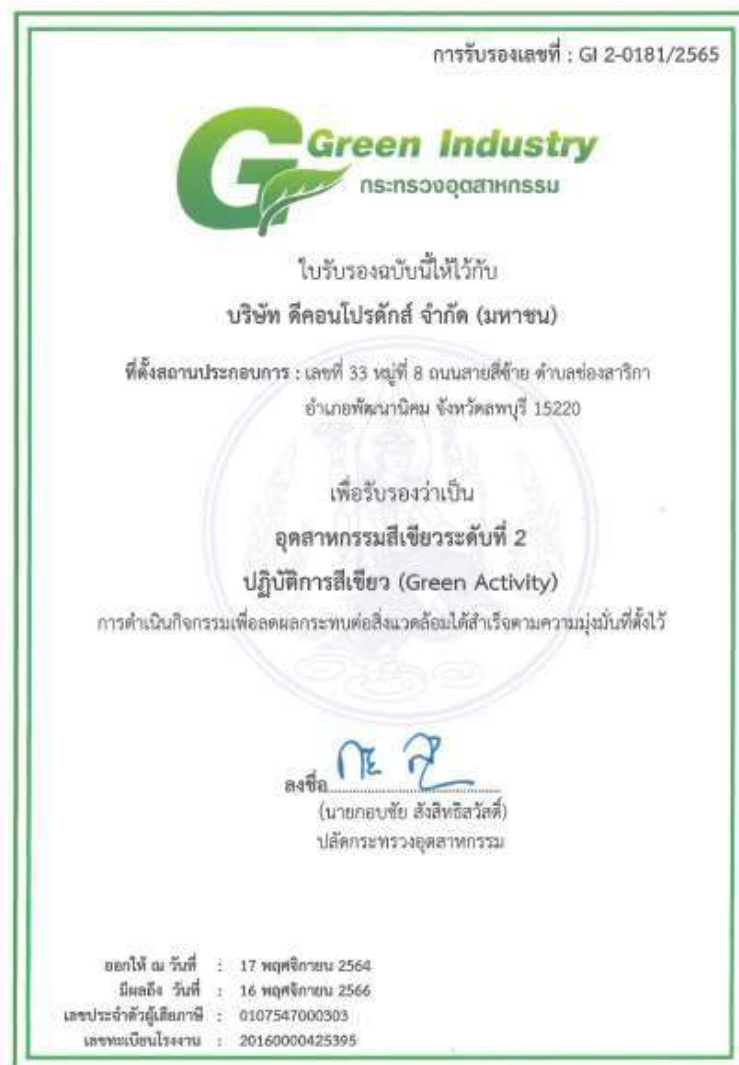 การรับรองเลขที่ : GI 2-0181/2565
Green Industry
กระทรวงอุตสาหกรรม
ใบรับรองฉบับนี้ให้ไว้กับ
บริษัท ดีคอนโปรดักส์ จำกัด (มหาชน)
ที่ตั้งสถานประกอบการ : เลขที่ 33 หมู่ที่ 8 ถนนสายสี่ซ้าย ตำบลช่องสาริกา
อำเภอพัฒนานิคม จังหวัดลพบุรี 15220
เพื่อรับรองว่าเป็น
อุตสาหกรรมสีเขียวระดับที่ 2
ปฏิบัติการสีเขียว (Green Activity)
การดำเนินกิจกรรมเพื่อลดผลกระทบต่อสิ่งแวดล้อมได้สำเร็จตามความมุ่งมั่นที่ตั้งไว้
ลงชื่อ
(นายกอบชัย สังสิทธิสวัสดิ์)
ปลัดกระทรวงอุตสาหกรรม
ออกให้ ณ วันที่ : 17 พฤศจิกายน 2564
มีผลถึง วันที่ : 16 พฤศจิกายน 2566
เลขประจำตัวผู้เสียภาษี : 0107547000303
เลขทะเบียนโรงงาน : 20160000425395